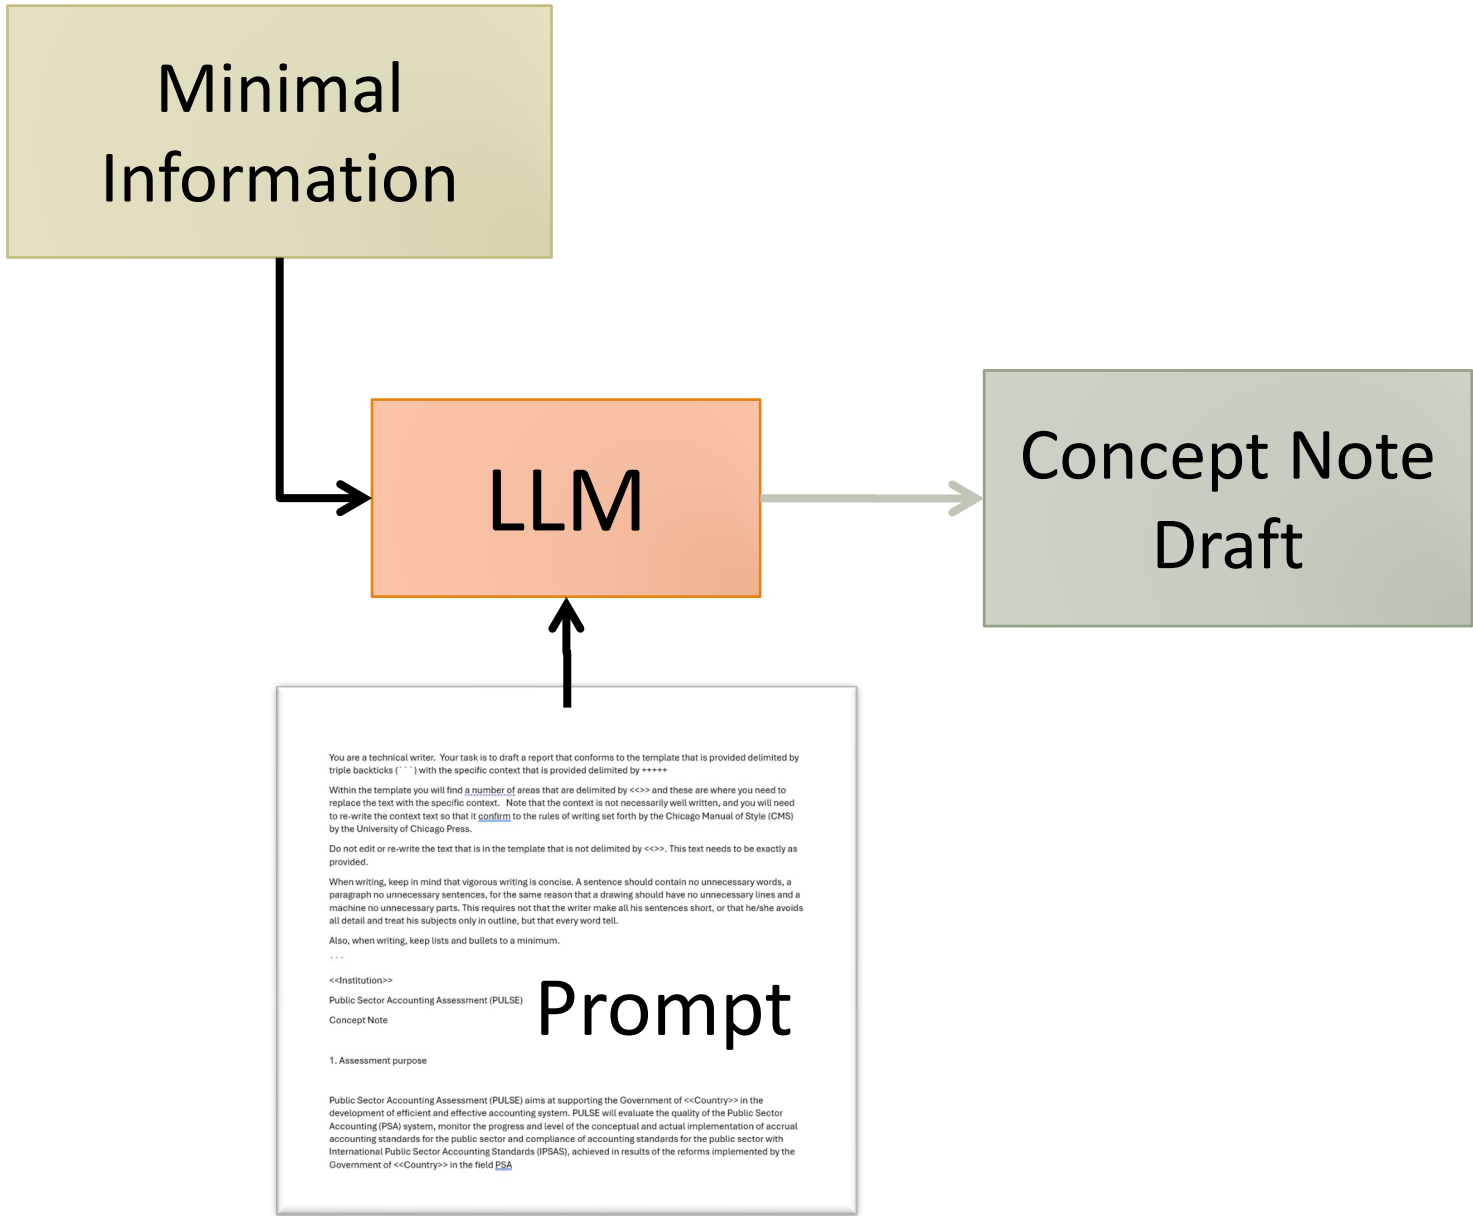 Minimal
Information
LLM
Concept Note
Draft
You are a technical writer.  Your task is to draft a report that conforms to the template that is provided delimited by
triple backticks (```) with the specific context that is provided delimited by +++++
Within the template you will find a number of areas that are delimited by <<>> and these are where you need to
replace the text with the specific context.   Note that the context is not necessarily well written, and you will need
to re-write the context text so that it confirm to the rules of writing set forth by the Chicago Manual of Style (CMS)
by the University of Chicago Press.
Do not edit or re-write the text that is in the template that is not delimited by <<>>. This text needs to be exactly as
provided.
When writing, keep in mind that vigorous writing is concise. A sentence should contain no unnecessary words, a
paragraph no unnecessary sentences, for the same reason that a drawing should have no unnecessary lines and a
machine no unnecessary parts. This requires not that the writer make all his sentences short, or that he/she avoids
all detail and treat his subjects only in outline, but that every word tell.
Also, when writing, keep lists and bullets to a minimum.
```
<<Institution>>
Public Sector Accounting Assessment (PULSE)
Prompt
Concept Note
1. Assessment purpose
Public Sector Accounting Assessment (PULSE) aims at supporting the Government of <<Country>> in the
development of efficient and effective accounting system. PULSE will evaluate the quality of the Public Sector
Accounting (PSA) system, monitor the progress and level of the conceptual and actual implementation of accrual
accounting standards for the public sector and compliance of accounting standards for the public sector with
International Public Sector Accounting Standards (IPSAS), achieved in results of the reforms implemented by the
Government of <<Country>> in the field PSA